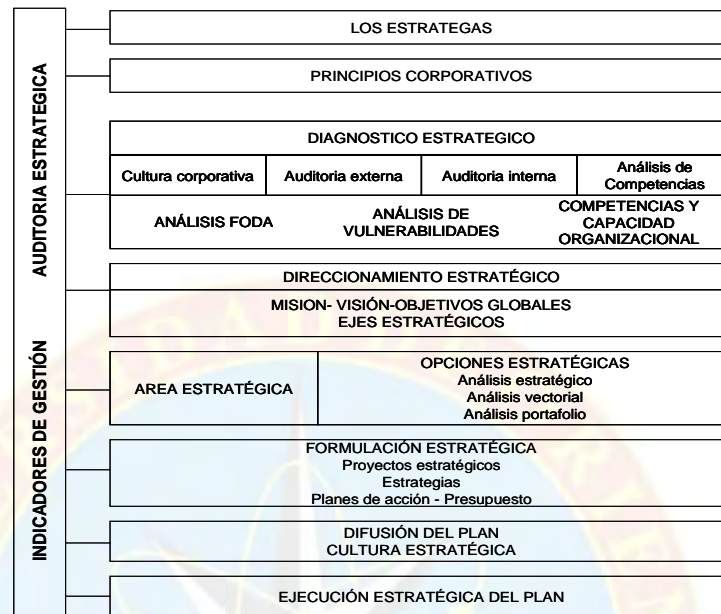 AUDITORIA ESTRATEGICA
INDICADORES DE GESTIÓN
LOS ESTRATEGAS
PRINCIPIOS CORPORATIVOS
DIAGNOSTICO ESTRATEGICO
Cultura corporativa
Auditoria externa
Auditoria interna
Análisis de
Competencias
ANÁLISIS FODA
ANÁLISIS DE
VULNERABILIDADES
COMPETENCIAS Y
CAPACIDAD
ORGANIZACIONAL
DIRECCIONAMIENTO ESTRATÉGICO
MISION- VISIÓN-OBJETIVOS GLOBALES
EJES ESTRATÉGICOS
AREA ESTRATÉGICA
OPCIONES ESTRATÉGICAS
Análisis estratégico
Análisis vectorial
Análisis portafolio
FORMULACIÓN ESTRATÉGICA
Proyectos estratégicos
Estrategias
Planes de acción - Presupuesto
DIFUSIÓN DEL PLAN
CULTURA ESTRATÉGICA
EJECUCIÓN ESTRATÉGICA DEL PLAN